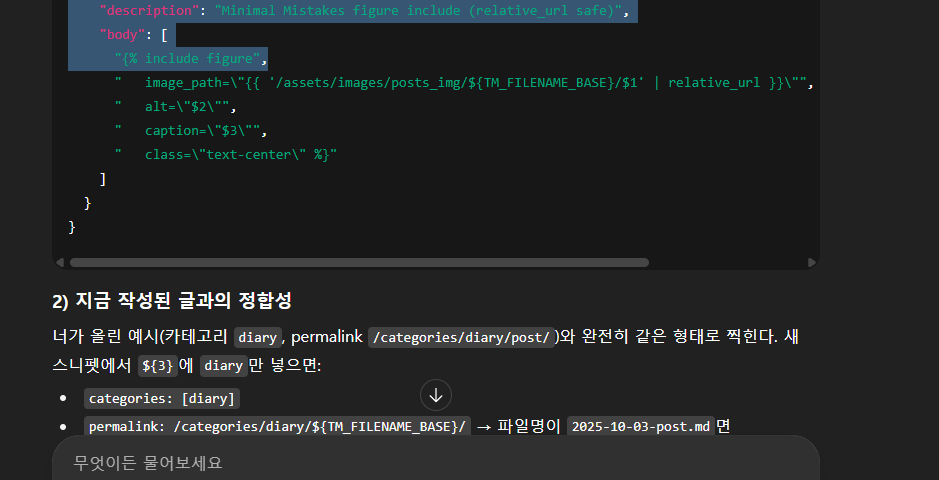 "description": "Minimal Mistakes figure include (relative_url safe)",
"body": [
"{% include figure",
"   image_path=\"{{ '/assets/images/posts_img/${TM_FILENAME_BASE}/$1' | relative_url }}\"",
"   alt=\"$2\"",
"   caption=\"$3\"",
"   class=\"text-center\" %}"
]
}
}
2) 지금 작성된 글과의 정합성
너가 올린 예시(카테고리 diary, permalink /categories/diary/post/)와 완전히 같은 형태로 찍힌다. 새
스니펫에서 ${3}에 diary만 넣으면:
• categories: [diary]
• permalink: /categories/diary/${TM_FILENAME_BASE}/ → 파일명이 2025-10-03-post.md면
무엇이든 물어보세요